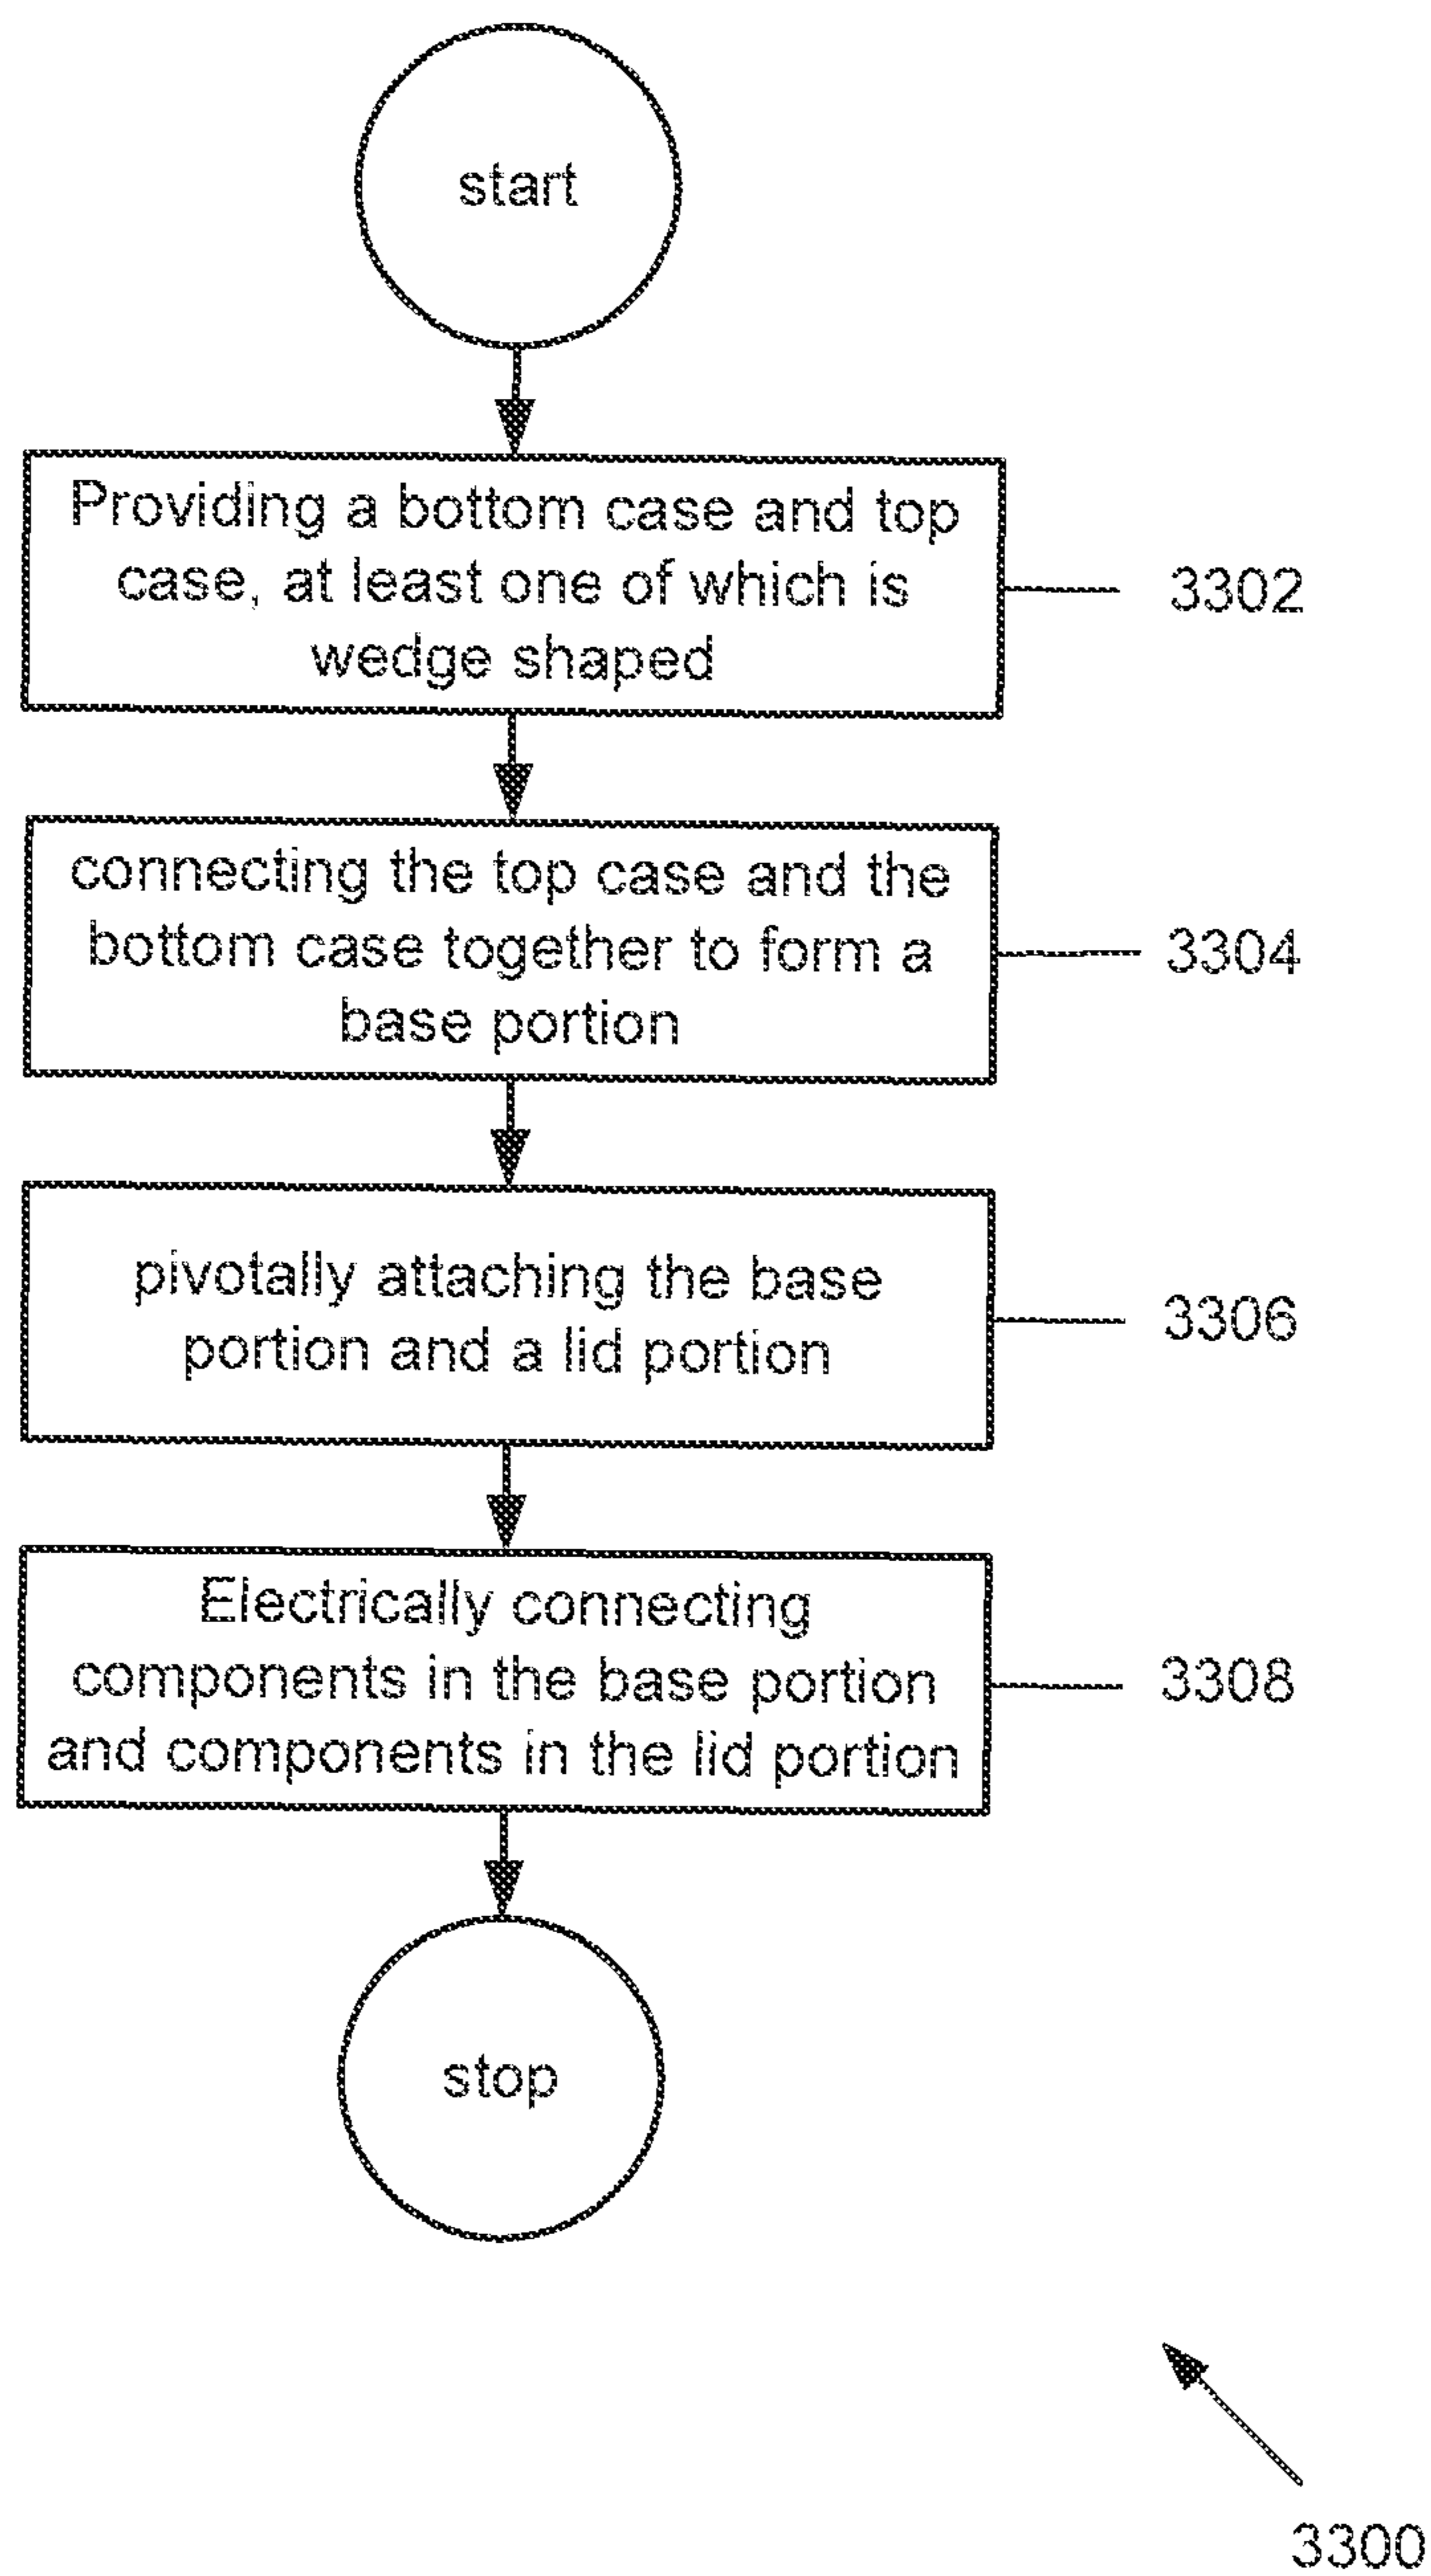 start
Providing a bottom case and top
case, at least one of which is
wedge shaped
3302
connecting the top case and the
bottom case together to form a
base portion
3304
pivotally attaching the base
portion and a lid portion
3306
Electrically connecting
components in the base portion
and components in the lid portion
3308
stop
3300